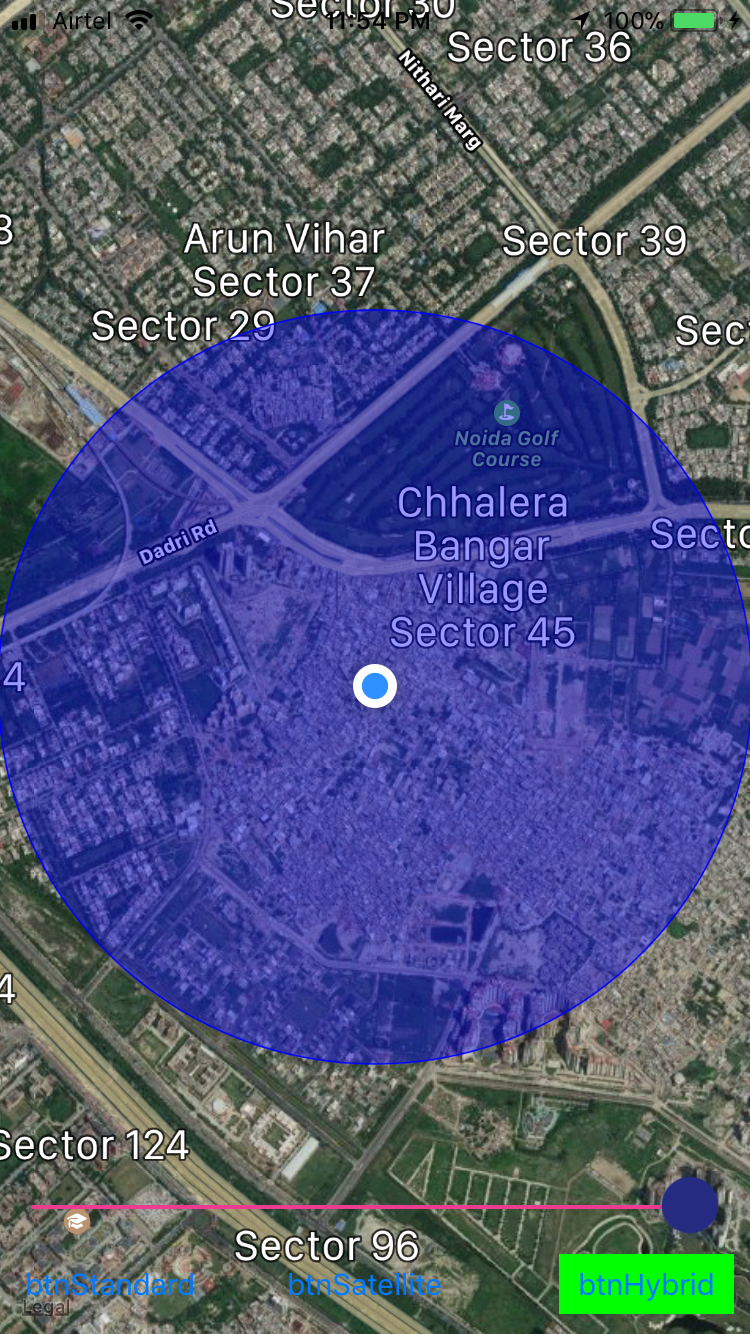 Sector 30
Airtel 11:54 PM 100%
Sector 36
Nithari Marg
Arun Vihar
Sector 37
Sector 39
Sector 29
Sec
Noida Golf
Course
Chhalera
Bangar
Village
Sector 45
Secto
Dadri Rd
4
4
Sector 124
Sector 96
btnStandard btnSatellite btnHybrid
Legal